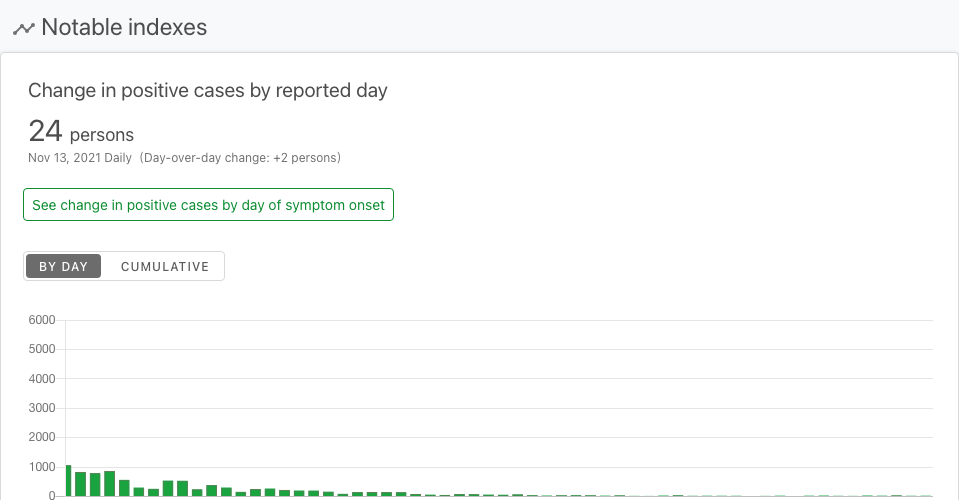 Notable indexes
Change in positive cases by reported day
24 persons
Nov 13, 2021 Daily (Day-over-day change: +2 persons)
See change in positive cases by day of symptom onset
BY DAY CUMULATIVE
6000
5000
4000
3000
2000
1000
0